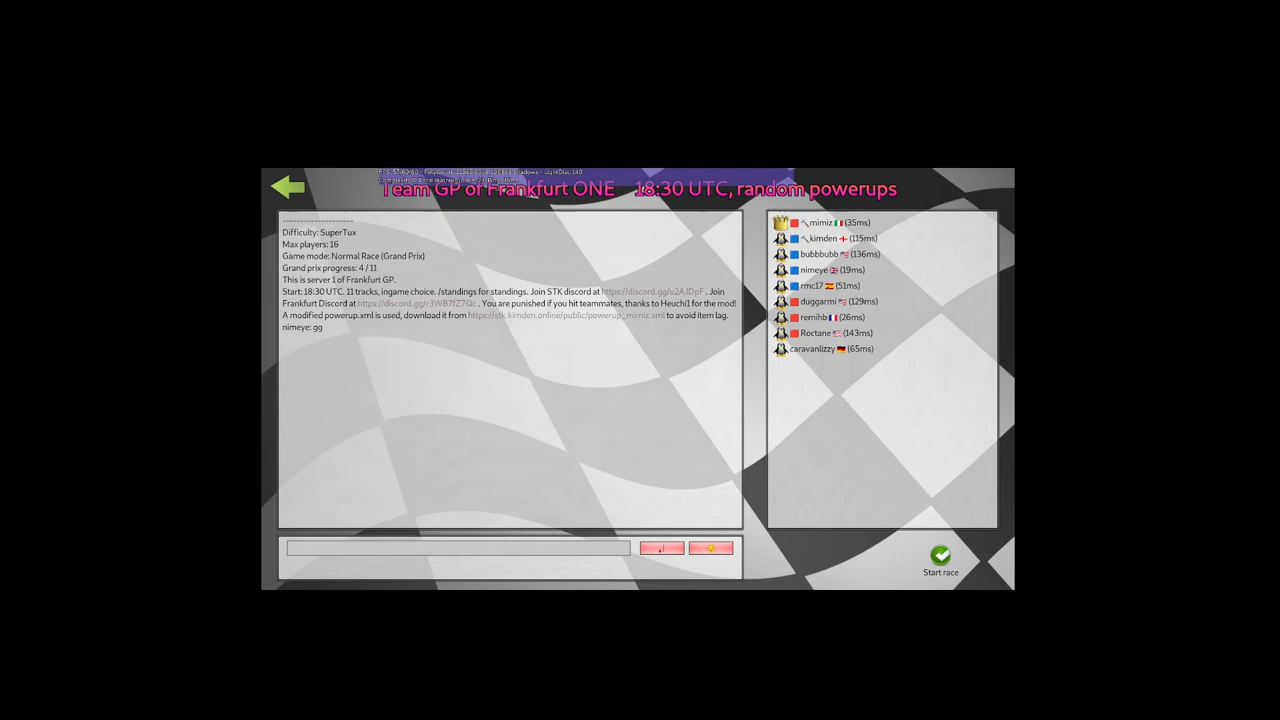 Team GP of Frankfurt ONE 18:30 UTC, random powerups
--------------------
Difficulty: SuperTux
Max players: 16
Game mode: Normal Race (Grand Prix)
Grand prix progress: 4 / 11
This is server 1 of Frankfurt GP.
Start: 18:30 UTC, 11 tracks, ingame choice. /standings for standings. Join STK discord at https://discord.gg/u2AJDpF . Join
Frankfurt Discord at https://discord.gg/r3WB7fZ7Qc . You are punished if you hit teammates, thanks to Heuchi1 for the mod!
A modified powerup.xml is used, download it from https://stk.kimden.online/public/powerup_mimiz.xml to avoid item lag.
nimeye: gg
mimiz (35ms)
kimden (115ms)
bubbbubb (136ms)
nimeye (19ms)
rmc17 (51ms)
duggarmi (129ms)
remihb (26ms)
Roctane (143ms)
caravanlizzy (65ms)
Start race